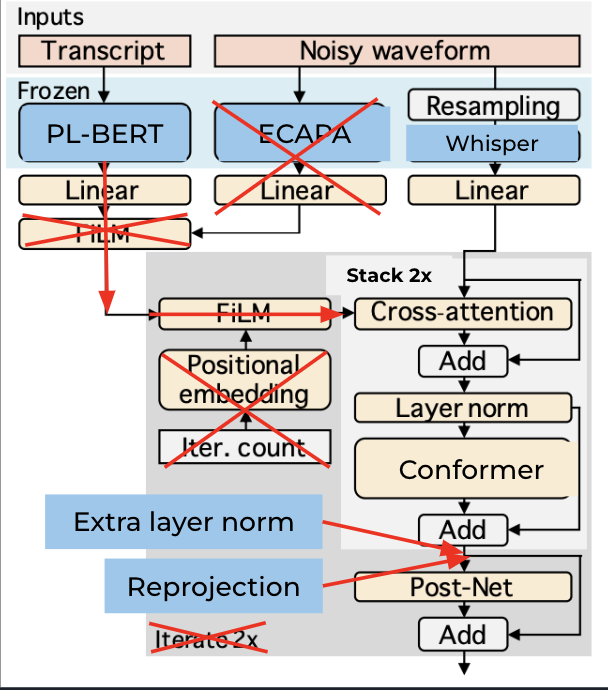 Inputs
Transcript
Noisy waveform
Frozen
PL-BERT
ECAPA
Resampling
Whisper
Linear
Linear
Linear
FiLM
Stack 2x
FiLM
Cross-attention
Positional
embedding
Add
Iter. count
Layer norm
Conformer
Extra layer norm
Add
Reprojection
Post-Net
Iterate 2x
Add